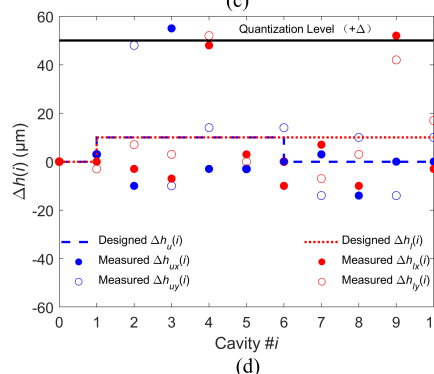 (c)
60
40
20
0
-20
-40
-60
Δh(i) (μm)
Quantization Level (+Δ)
Designed Δh_u(i)
Measured Δh_ux(i)
Measured Δh_uy(i)
Designed Δh_l(i)
Measured Δh_lx(i)
Measured Δh_ly(i)
0 1 2 3 4 5 6 7 8 9 1
Cavity #i
(d)